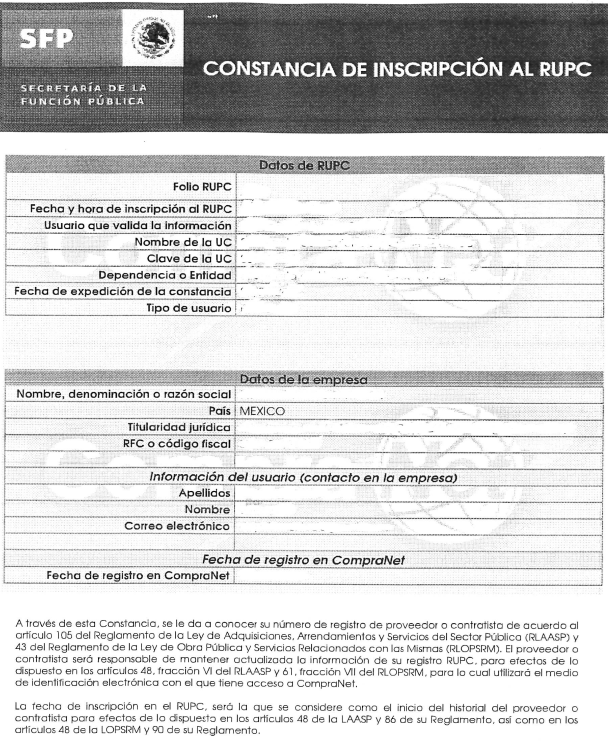 SFP
SECRETARÍA DE LA
FUNCIÓN PÚBLICA
CONSTANCIA DE INSCRIPCIÓN AL RUPC
Datos de RUPC
Folio RUPC
Fecha y hora de inscripción al RUPC
Usuario que valida la información
Nombre de la UC
Clave de la UC
Dependencia o Entidad
Fecha de expedición de la constancia
Tipo de usuario
Datos de la empresa
Nombre, denominación o razón social
País MEXICO
Titularidad jurídica
RFC o código fiscal
Información del usuario (contacto en la empresa)
Apellidos
Nombre
Correo electrónico
Fecha de registro en CompraNet
Fecha de registro en CompraNet
A través de esta Constancia, se le da a conocer su número de registro de proveedor o contratista de acuerdo al
artículo 105 del Reglamento de la Ley de Adquisiciones, Arrendamientos y Servicios del Sector Pública (RLAASP) y
43 del Reglamento de la Ley de Obra Pública y Servicios Relacionados con las Mismas (RLOPSRM). El proveedor o
contratista será responsable de mantener actualizada la información de su registro RUPC, para efectos de lo
dispuesto en los artículos 48, fracción VI del RLAASP y 61, fracción VII del RLOPSRM, para lo cual utilizará el medio
de identificación electrónica con el que tiene acceso a CompraNet.
La fecha de inscripción en el RUPC, será la que se considere como el inicio del historial del proveedor o
contratista para efectos de lo dispuesto en los artículos 48 de la LAASP y 86 de su Reglamento, así como en los
artículos 48 de la LOPSRM y 90 de su Reglamento.